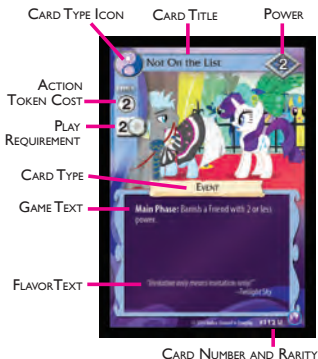 CARD TYPE ICON
CARD TITLE
POWER
Not On the List
2
ACTION
TOKEN COST
2
PLAY
REQUIREMENT
2
CARD TYPE
EVENT
GAME TEXT
Main Phase: Banish a Friend with 2 or less
power.
FLAVOR TEXT
"Invitation only means invitation only!"
-Twilight Sky
#112 U
CARD NUMBER AND RARITY